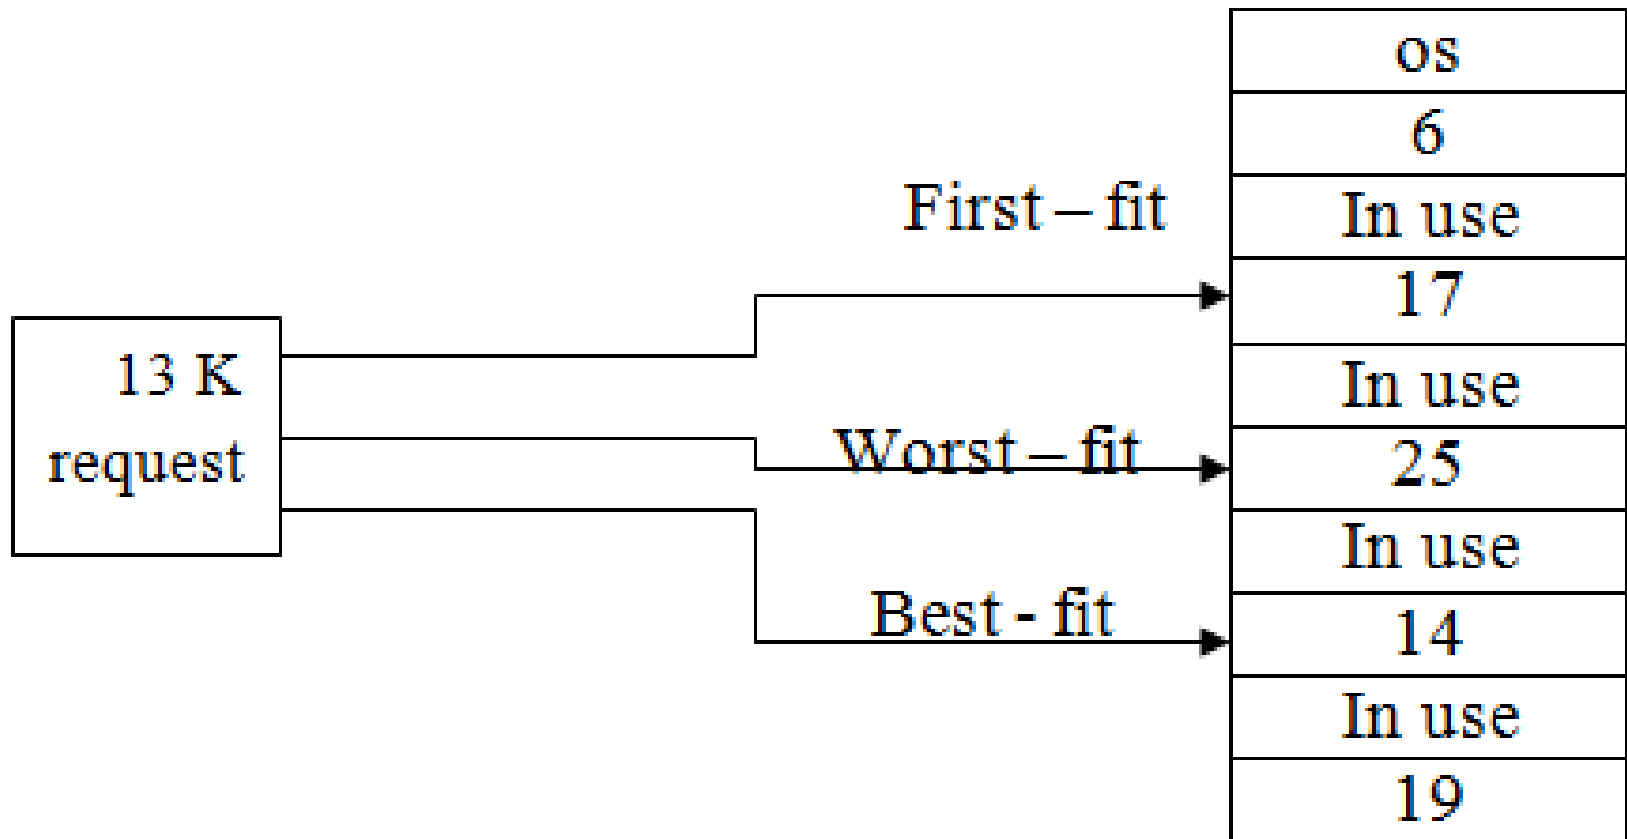 os
6
First – fit
In use
17
13 K
request
In use
Worst – fit
25
In use
Best - fit
14
In use
19